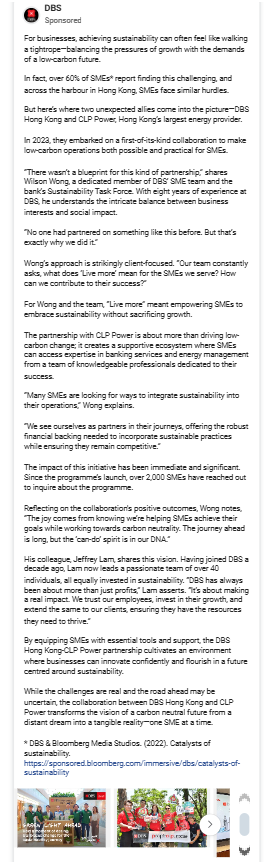 DBS
Sponsored
For businesses, achieving sustainability can often feel like walking
a tightrope—balancing the pressures of growth with the demands
of a low-carbon future.
In fact, over 60% of SMEs* report finding this challenging, and
across the harbour in Hong Kong, SMEs face similar hurdles.
But here's where two unexpected allies come into the picture—DBS
Hong Kong and CLP Power, Hong Kong's largest energy provider.
In 2023, they embarked on a first-of-its-kind collaboration to make
low-carbon operations both possible and practical for SMEs.
"There wasn't a blueprint for this kind of partnership," shares
Wilson Wong, a dedicated member of DBS' SME team and the
bank's Sustainability Task Force. With eight years of experience at
DBS, he understands the intricate balance between business
interests and social impact.
"No one had partnered on something like this before. But that's
exactly why we did it."
Wong's approach is strikingly client-focused. "Our team constantly
asks, what does 'Live more' mean for the SMEs we serve? How
can we contribute to their success?"
For Wong and the team, "Live more" meant empowering SMEs to
embrace sustainability without sacrificing growth.
The partnership with CLP Power is about more than driving low-
carbon change; it creates a supportive ecosystem where SMEs
can access expertise in banking services and energy management
from a team of knowledgeable professionals dedicated to their
success.
"Many SMEs are looking for ways to integrate sustainability into
their operations," Wong explains.
"We see ourselves as partners in their journeys, offering the robust
financial backing needed to incorporate sustainable practices
while ensuring they remain competitive."
The impact of this initiative has been immediate and significant.
Since the programme's launch, over 2,000 SMEs have reached out
to inquire about the programme.
Reflecting on the collaboration's positive outcomes, Wong notes,
"The joy comes from knowing we're helping SMEs achieve their
goals while working towards carbon neutrality. The journey ahead
is long, but the 'can-do' spirit is in our DNA."
His colleague, Jeffrey Lam, shares this vision. Having joined DBS a
decade ago, Lam now leads a passionate team of over 40
individuals, all equally invested in sustainability. "DBS has always
been about more than just profits," Lam asserts. "It's about making
a real impact. We trust our employees, invest in their growth, and
extend the same to our clients, ensuring they have the resources
they need to thrive."
By equipping SMEs with essential tools and support, the DBS
Hong Kong-CLP Power partnership cultivates an environment
where businesses can innovate confidently and flourish in a future
centred around sustainability.
While the challenges are real and the road ahead may be
uncertain, the collaboration between DBS Hong Kong and CLP
Power transforms the vision of a carbon neutral future from a
distant dream into a tangible reality—one SME at a time.
* DBS & Bloomberg Media Studios. (2022). Catalysts of
sustainability.
https://sponsored.bloomberg.com/immersive/dbs/catalysts-of-
sustainability